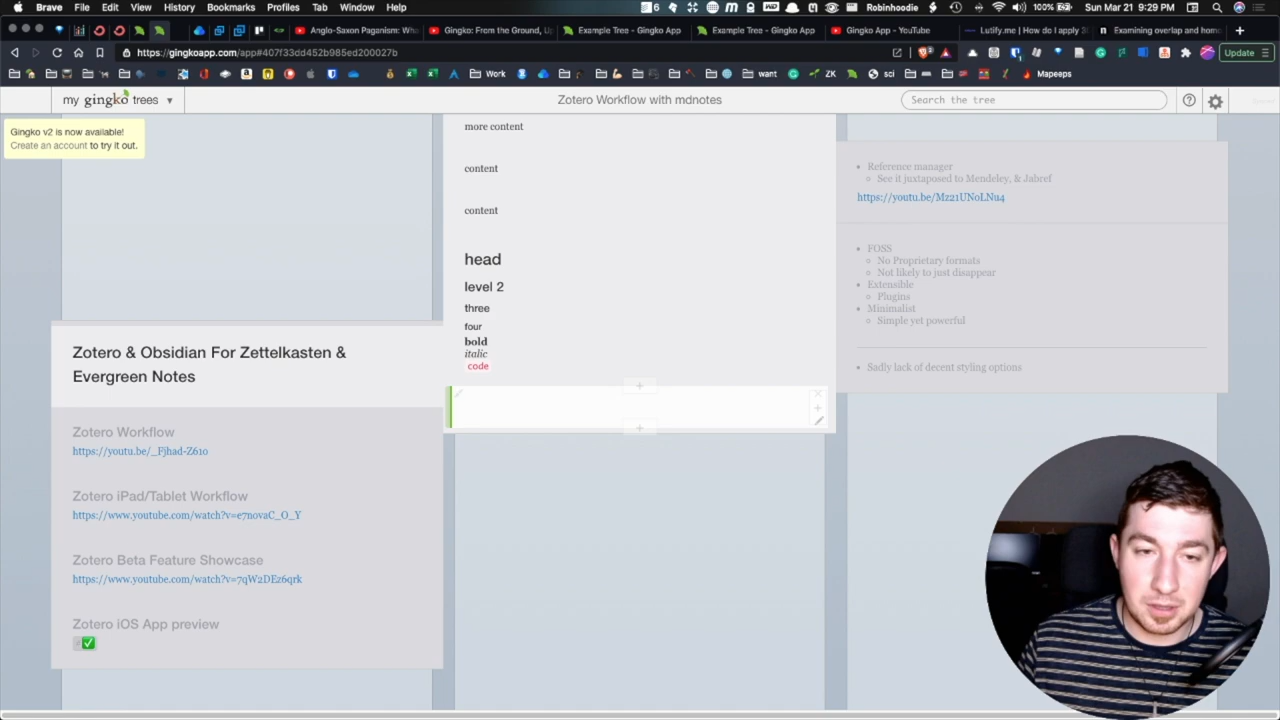 Brave File Edit View History Bookmarks Profiles Tab Window Help
6
100%
Robinhoodie
Sun Mar 21 9:29 PM
Anglo-Saxon Paganism: What
Gingko: From the Ground, Up
Example Tree - Gingko App
Example Tree - Gingko App
Gingko App - YouTube
Lutify.me | How do I apply 3D
Examining overlap and homo
https://gingkoapp.com/app#407f33dd452b985ed200027b
Update
Work
want
ZK
sci
Mapeeps
my gingko trees
Zotero Workflow with mdnotes
Search the tree
Gingko v2 is now available!
Create an account to try it out.
more content
content
content
head
level 2
three
four
bold
italic
code
Zotero & Obsidian For Zettelkasten &
Evergreen Notes
Zotero Workflow
https://youtu.be/_Fjhad-Z610
Zotero iPad/Tablet Workflow
https://www.youtube.com/watch?v=e7novaC_O_Y
Zotero Beta Feature Showcase
https://www.youtube.com/watch?v=7qW2DEz6qrk
Zotero iOS App preview
Reference manager
See it juxtaposed to Mendeley, & Jabref
https://youtu.be/Mz21UNoLNu4
FOSS
No Proprietary formats
Not likely to just disappear
Extensible
Plugins
Minimalist
Simple yet powerful
Sadly lack of decent styling options